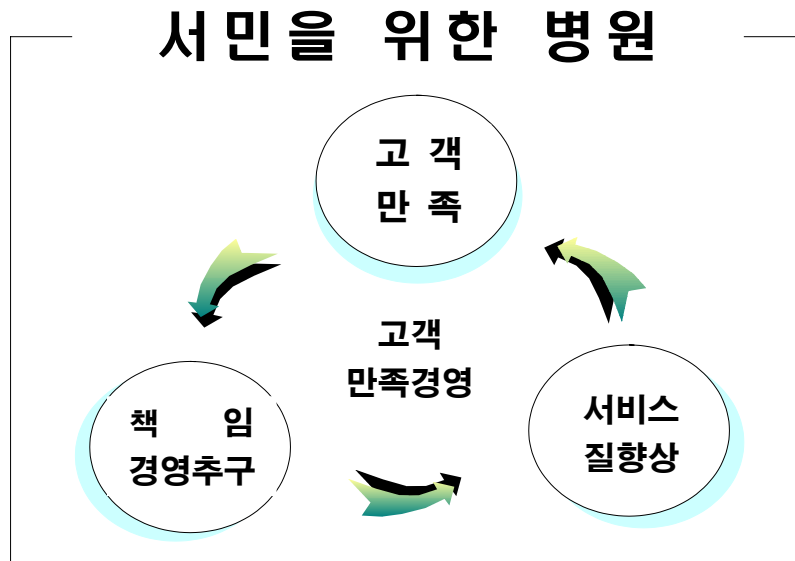 서민을 위한 병원
고 객
만 족
고객
만족경영
책 임
경영추구
서비스
질향상